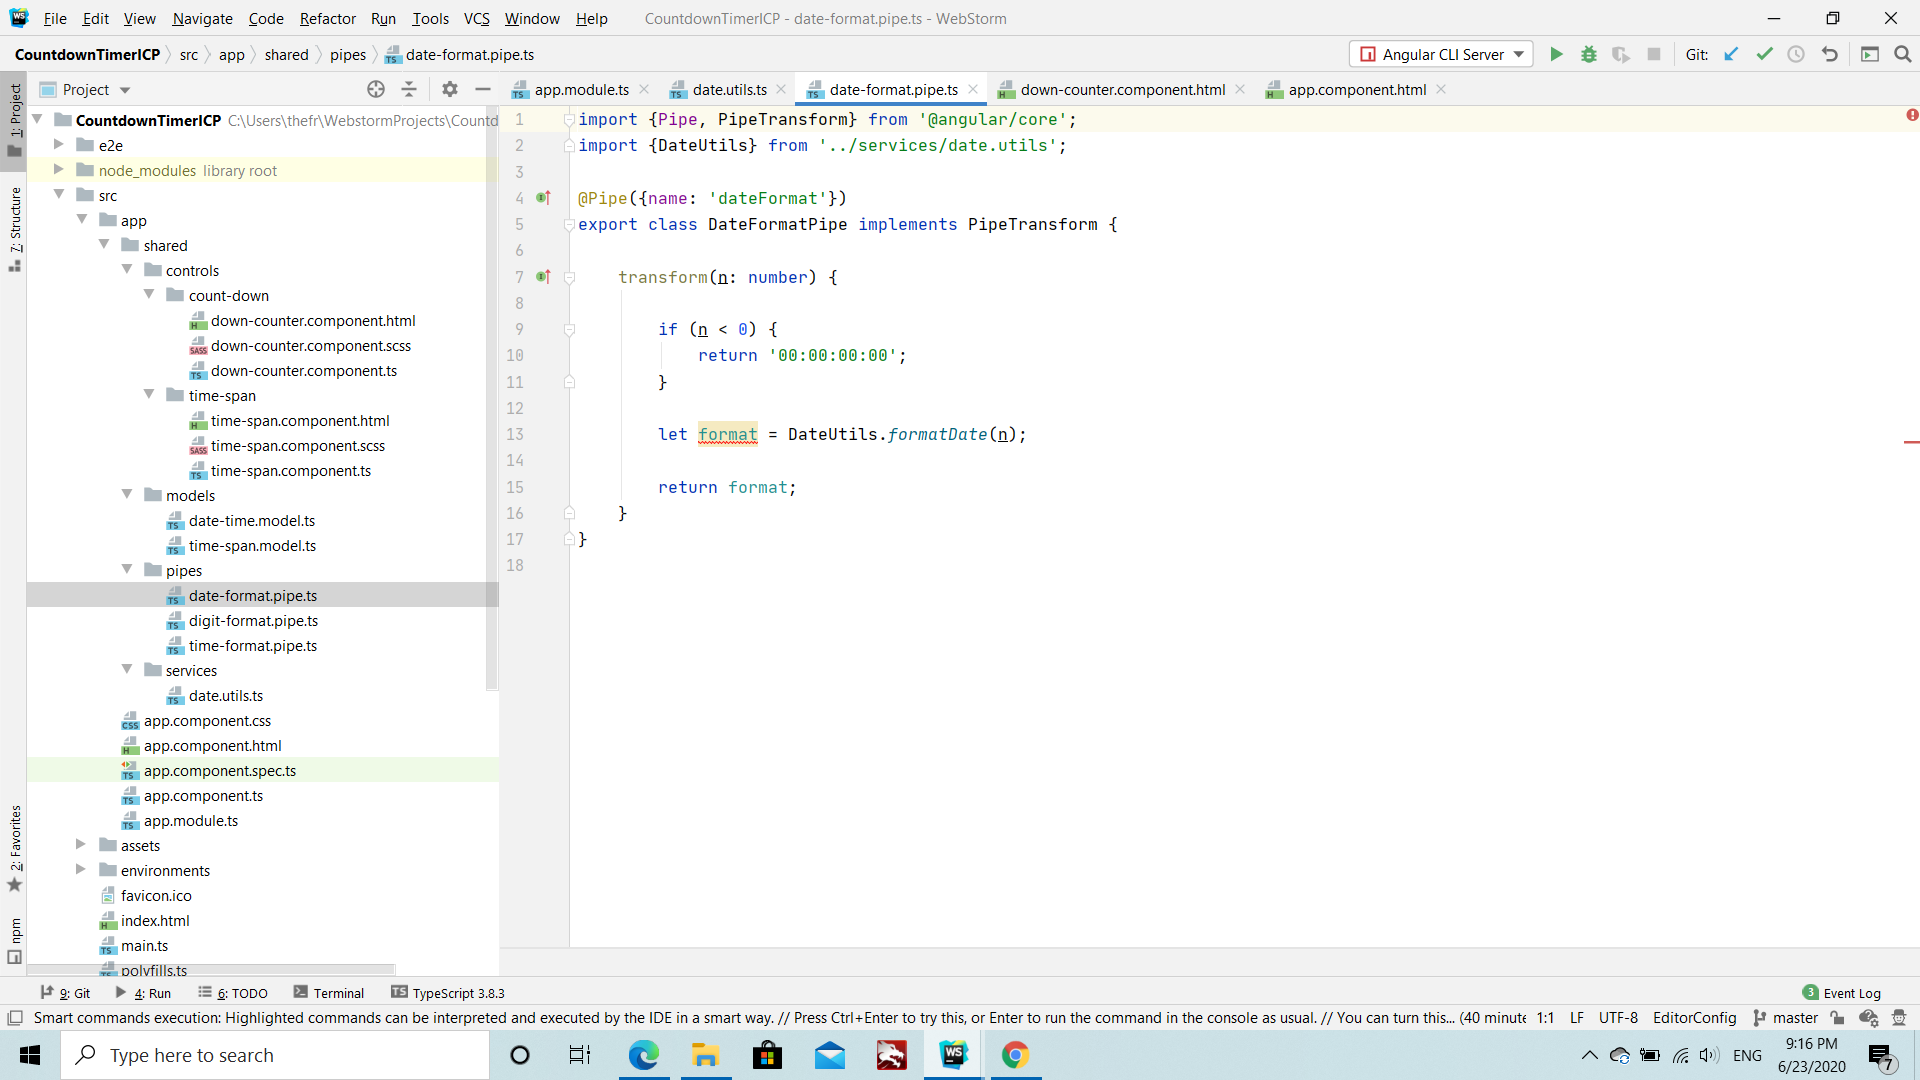 File Edit View Navigate Code Refactor Run Tools VCS Window Help CountdownTimerICP - date-format.pipe.ts - WebStorm
CountdownTimerICP src app shared pipes date-format.pipe.ts Angular CLI Server Git:
Project
app.module.ts date.utils.ts date-format.pipe.ts down-counter.component.html app.component.html
1: Project
7: Structure
2: Favorites
npm
CountdownTimerICP C:\Users\thefr\WebstormProjects\Countd
e2e
node_modules library root
src
app
shared
controls
count-down
down-counter.component.html
down-counter.component.scss
down-counter.component.ts
time-span
time-span.component.html
time-span.component.scss
time-span.component.ts
models
date-time.model.ts
time-span.model.ts
pipes
date-format.pipe.ts
digit-format.pipe.ts
time-format.pipe.ts
services
date.utils.ts
app.component.css
app.component.html
app.component.spec.ts
app.component.ts
app.module.ts
assets
environments
favicon.ico
index.html
main.ts
polyfills.ts
1 import {Pipe, PipeTransform} from '@angular/core';
2 import {DateUtils} from '../services/date.utils';
3
4 @Pipe({name: 'dateFormat'})
5 export class DateFormatPipe implements PipeTransform {
6
7 transform(n: number) {
8
9 if (n < 0) {
10 return '00:00:00:00';
11 }
12
13 let format = DateUtils.formatDate(n);
14
15 return format;
16 }
17 }
18
9: Git 4: Run 6: TODO Terminal TypeScript 3.8.3 3 Event Log
Smart commands execution: Highlighted commands can be interpreted and executed by the IDE in a smart way. // Press Ctrl+Enter to try this, or Enter to run the command in the console as usual. // You can turn this... (40 minute 1:1 LF UTF-8 EditorConfig master
Type here to search WS ENG 9:16 PM
6/23/2020 7